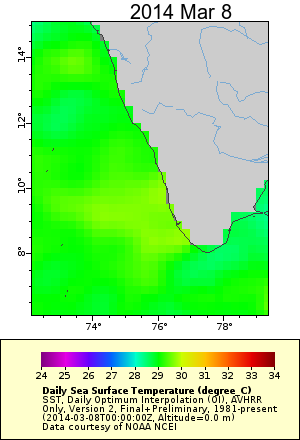 2014 Mar 8
14°
12°
10°
8°
74°
76°
78°
24 25 26 27 28 29 30 31 32 33 34
Daily Sea Surface Temperature (degree_C)
SST, Daily Optimum Interpolation (OI), AVHRR
Only, Version 2, Final+Preliminary, 1981-present
(2014-03-08T00:00:00Z, Altitude=0.0 m)
Data courtesy of NOAA NCEI